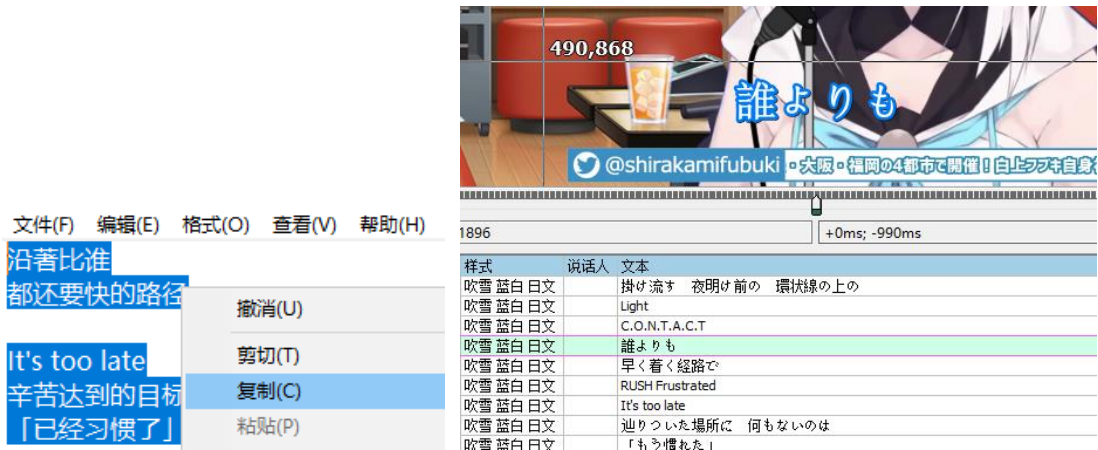 文件(F) 编辑(E) 格式(O) 查看(V) 帮助(H)
沿著比谁
都还要快的路径
It's too late
辛苦达到的目标
「已经习惯了」
撤消(U)
剪切(T)
复制(C)
粘贴(P)
490,868
誰よりも
@shirakamifubuki ・大阪・福岡の4都市で開催！白上フブキ自身
1896 +0ms; -990ms
样式 说话人 文本
吹雪 蓝白 日文 掛け流す 夜明け前の 環状線の上の
吹雪 蓝白 日文 Light
吹雪 蓝白 日文 C.O.N.T.A.C.T
吹雪 蓝白 日文 誰よりも
吹雪 蓝白 日文 早く着く経路で
吹雪 蓝白 日文 RUSH Frustrated
吹雪 蓝白 日文 It's too late
吹雪 蓝白 日文 辿りついた場所に 何もないのは
吹雪 蓝白 日文 「もう慣れた」